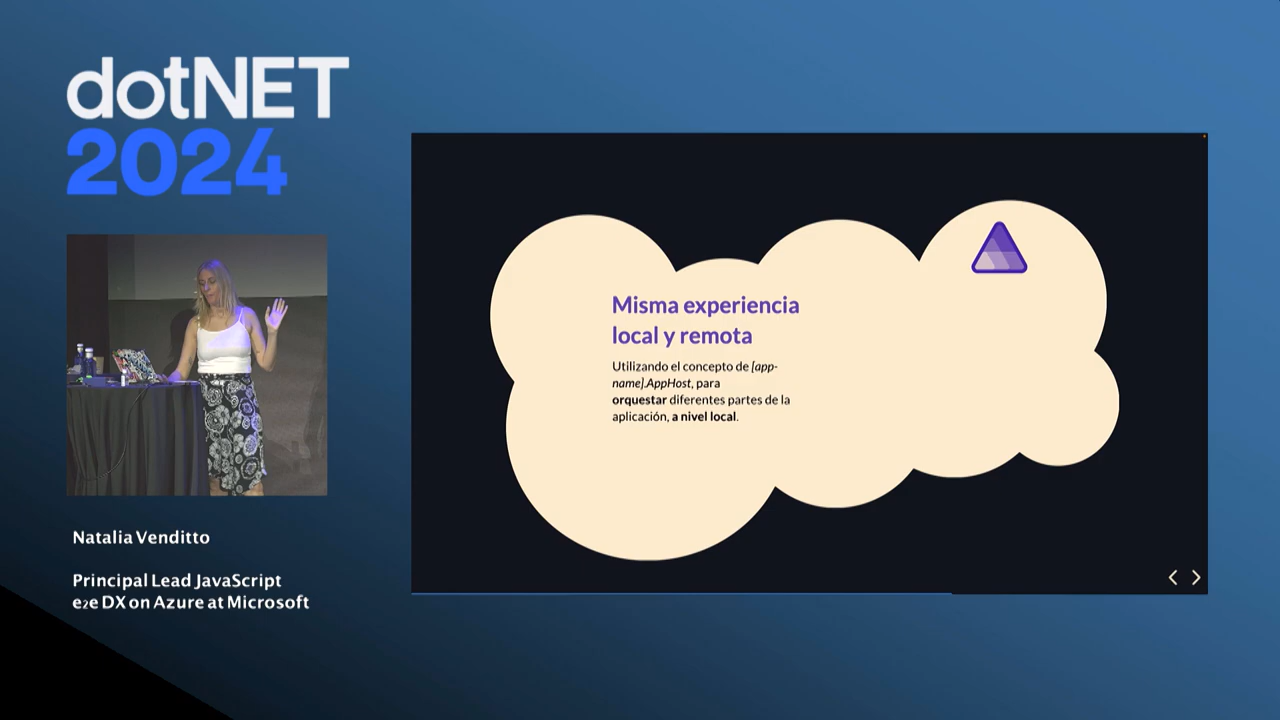 dotNET
2024
Misma experiencia
local y remota
Utilizando el concepto de [app-
name].AppHost, para
orquestar diferentes partes de la
aplicación, a nivel local.
Natalia Venditto
Principal Lead JavaScript
e2e DX on Azure at Microsoft